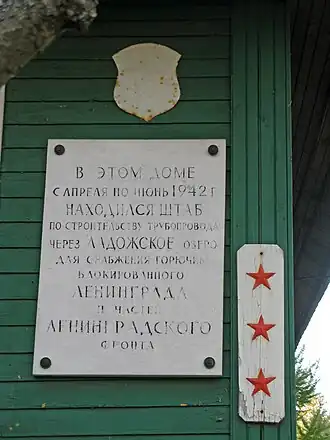 В ЭТОМ ДОМЕ
С АПРЕЛЯ ПО ИЮНЬ 1942 Г
НАХОДИЛСЯ ШТАБ
ПО СТРОИТЕЛЬСТВУ ТРУБОПРОВОДА
ЧЕРЕЗ ЛАДОЖСКОЕ ОЗЕРО
ДЛЯ СНАБЖЕНИЯ ГОРЮЧИМ
БЛОКИРОВАННОГО
ЛЕНИНГРАДА
И ЧАСТЕЙ
ЛЕНИНГРАДСКОГО
ФРОНТА